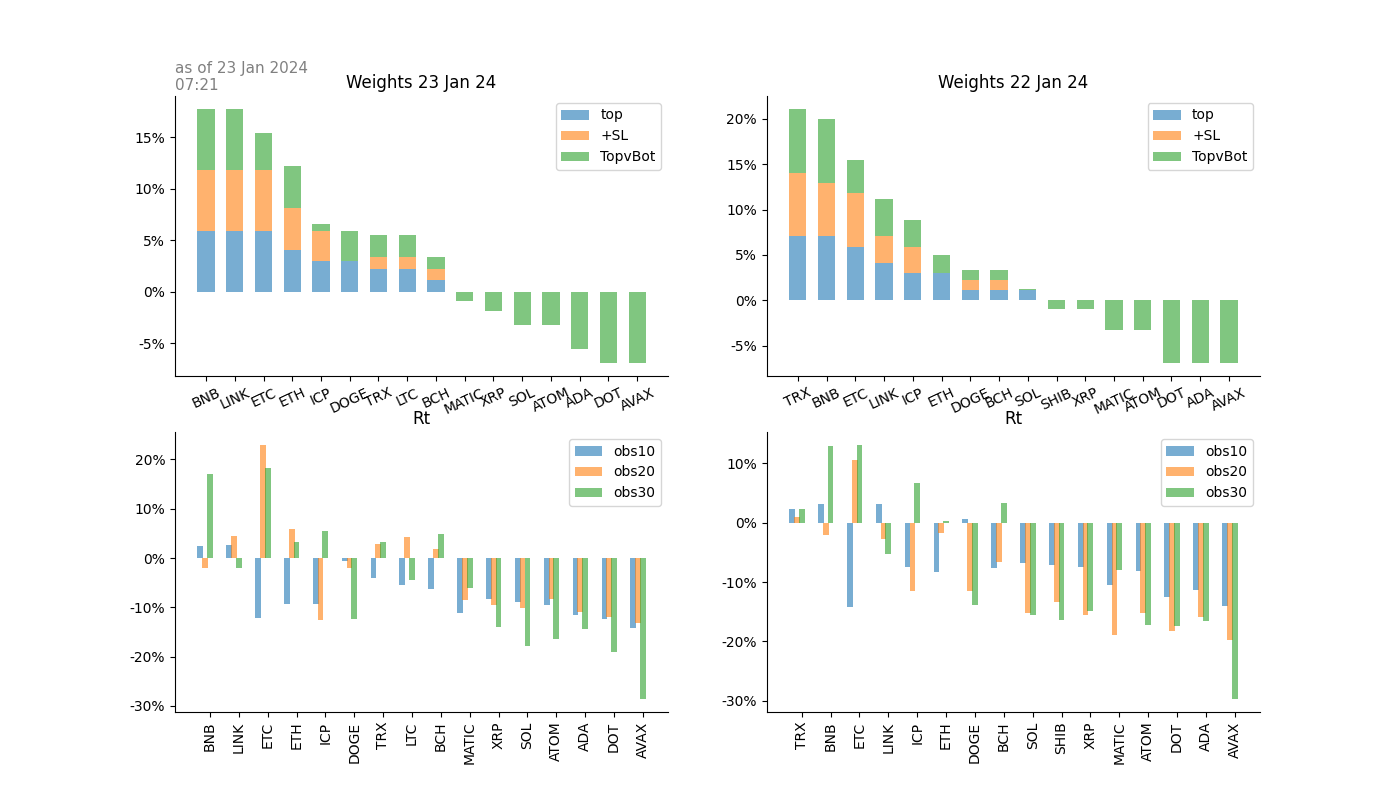 as of 23 Jan 2024
07:21
Weights 23 Jan 24
top
+SL
TopvBot
15%
10%
5%
0%
-5%
BNB LINK ETC ETH ICP DOGE TRX LTC BCH MATIC XRP SOL ATOM ADA DOT AVAX
Weights 22 Jan 24
top
+SL
TopvBot
20%
15%
10%
5%
0%
-5%
TRX BNB ETC LINK ICP ETH DOGE BCH SOL SHIB XRP MATIC ATOM DOT ADA AVAX
Rt
obs10
obs20
obs30
20%
10%
0%
-10%
-20%
-30%
BNB LINK ETC ETH ICP DOGE TRX LTC BCH MATIC XRP SOL ATOM ADA DOT AVAX
Rt
obs10
obs20
obs30
10%
0%
-10%
-20%
-30%
TRX BNB ETC LINK ICP ETH DOGE BCH SOL SHIB XRP MATIC ATOM DOT ADA AVAX